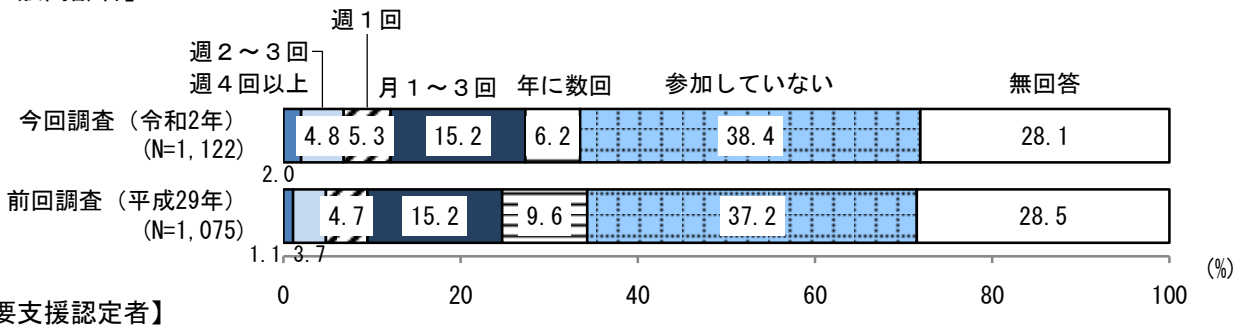 週１回
週２～３回
週４回以上
月１～３回
年に数回
参加していない
無回答
今回調査（令和2年）
(N=1,122)
2.0
4.8
5.3
15.2
6.2
38.4
28.1
前回調査（平成29年）
(N=1,075)
1.1
3.7
4.7
15.2
9.6
37.2
28.5
0
20
40
60
80
100
(%)
要支援認定者】